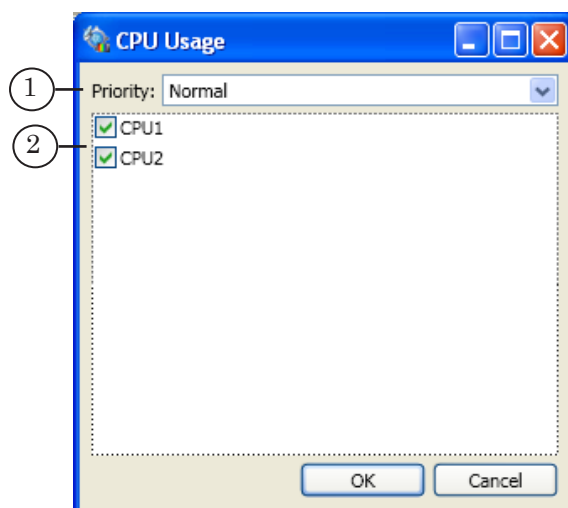 CPU Usage
1
Priority: Normal
CPU1
2
CPU2
OK Cancel